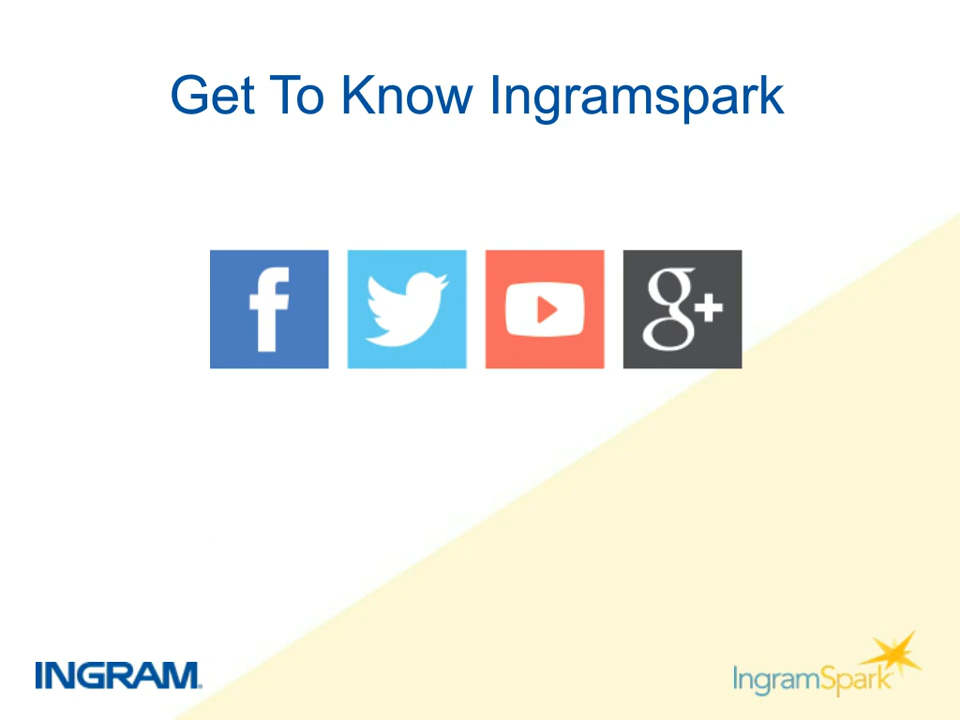 Get To Know Ingramspark
f
g+
INGRAM
IngramSpark